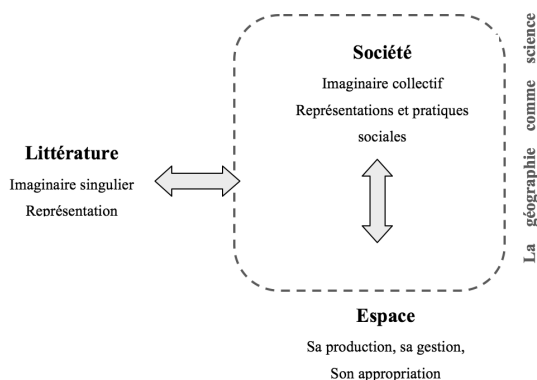 Société
Imaginaire collectif
Représentations et pratiques
sociales
Littérature
Imaginaire singulier
Représentation
Espace
Sa production, sa gestion,
Son appropriation
La géographie comme science